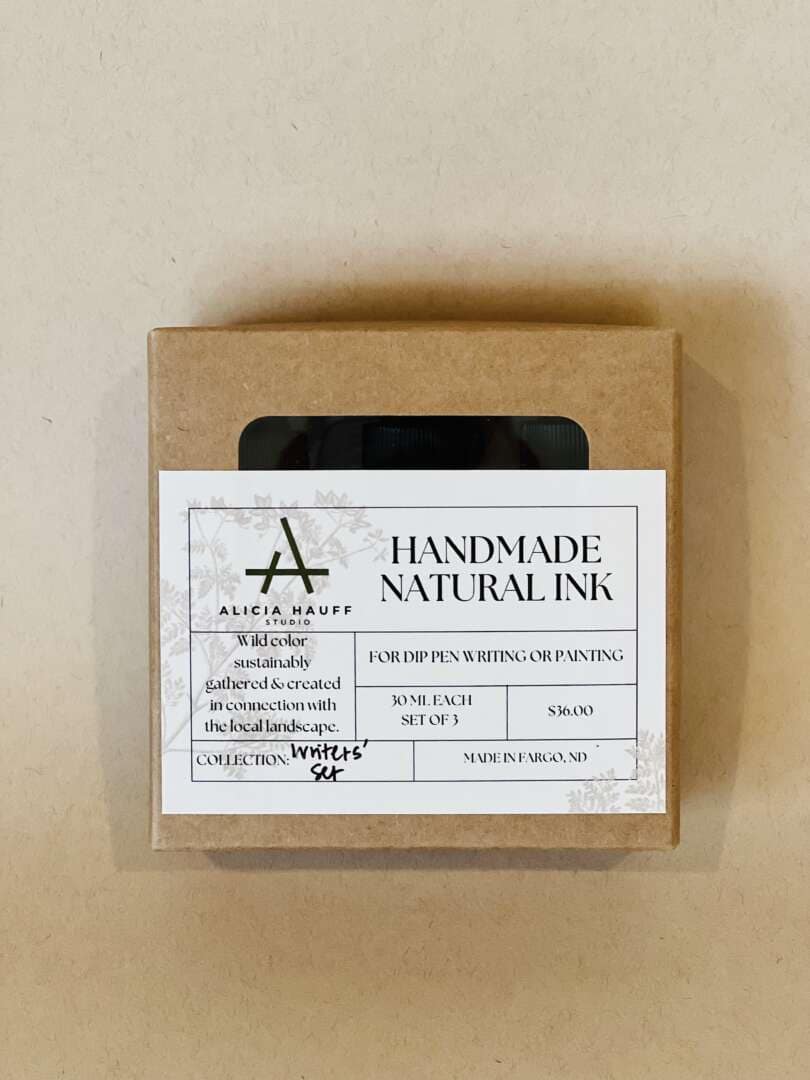 ALICIA HAUFF
STUDIO
HANDMADE
NATURAL INK
Wild color
sustainably
gathered & created
in connection with
the local landscape.
FOR DIP PEN WRITING OR PAINTING
30 ML EACH
SET OF 3
$36.00
COLLECTION: Writers'
Set
MADE IN FARGO, ND